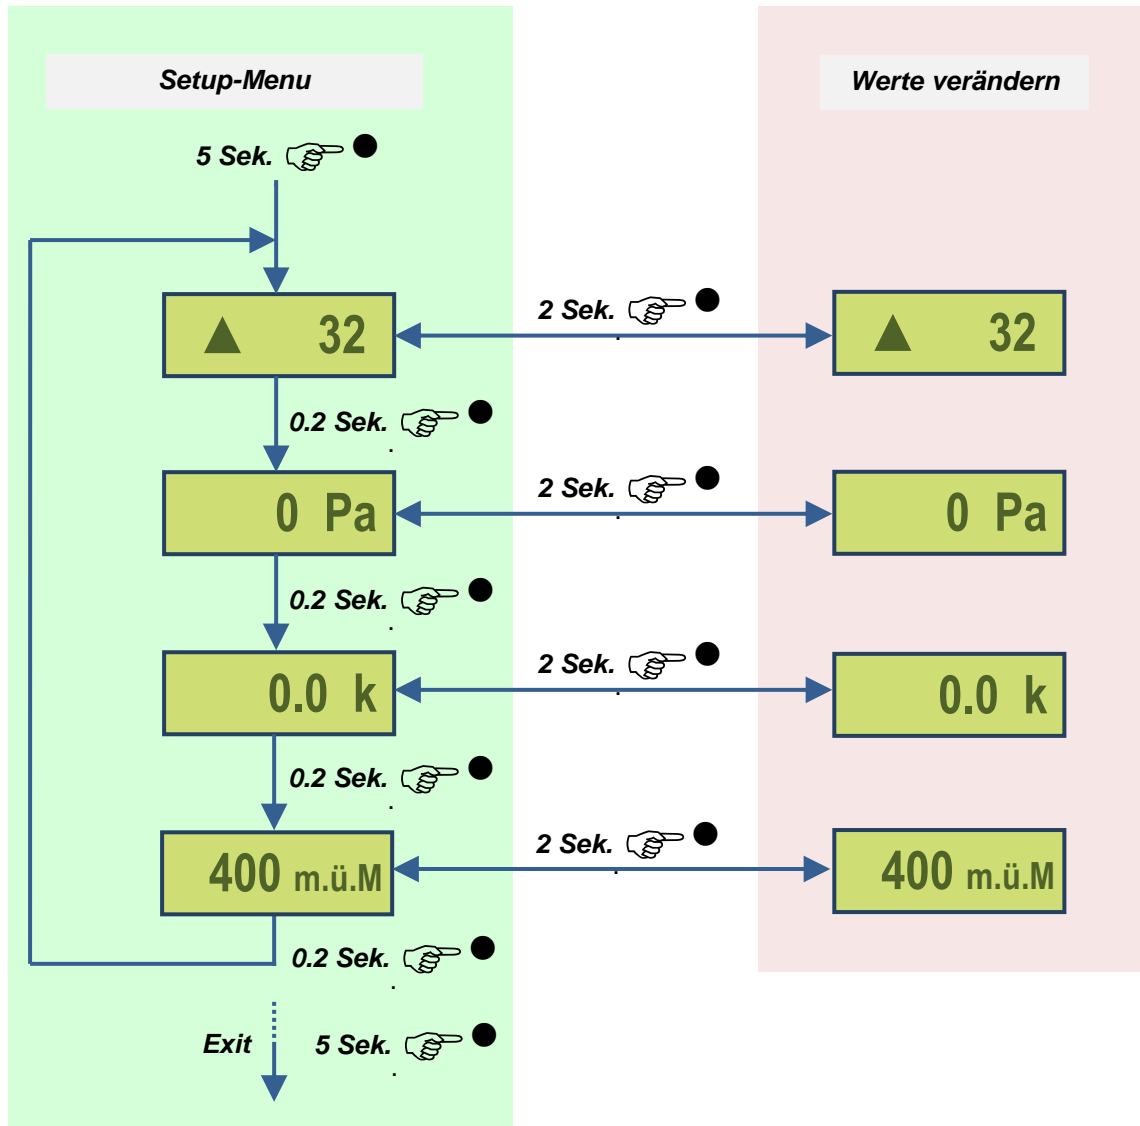 Setup-Menu
Werte verändern
5 Sek.
▲ 32
2 Sek.
▲ 32
0.2 Sek.
0 Pa
2 Sek.
0 Pa
0.2 Sek.
0.0 k
2 Sek.
0.0 k
0.2 Sek.
400 m.ü.M
2 Sek.
400 m.ü.M
0.2 Sek.
Exit
5 Sek.